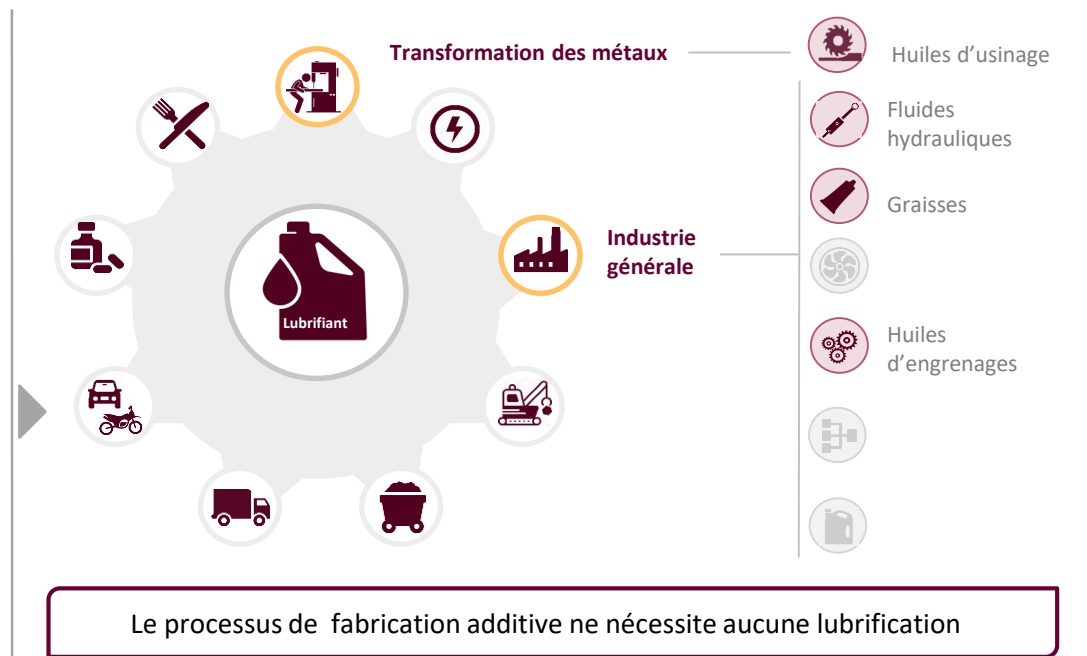 Transformation des métaux
Huiles d'usinage
Fluides
hydrauliques
Graisses
Industrie
générale
Lubrifiant
Huiles
d'engrenages
Le processus de  fabrication additive ne nécessite aucune lubrification